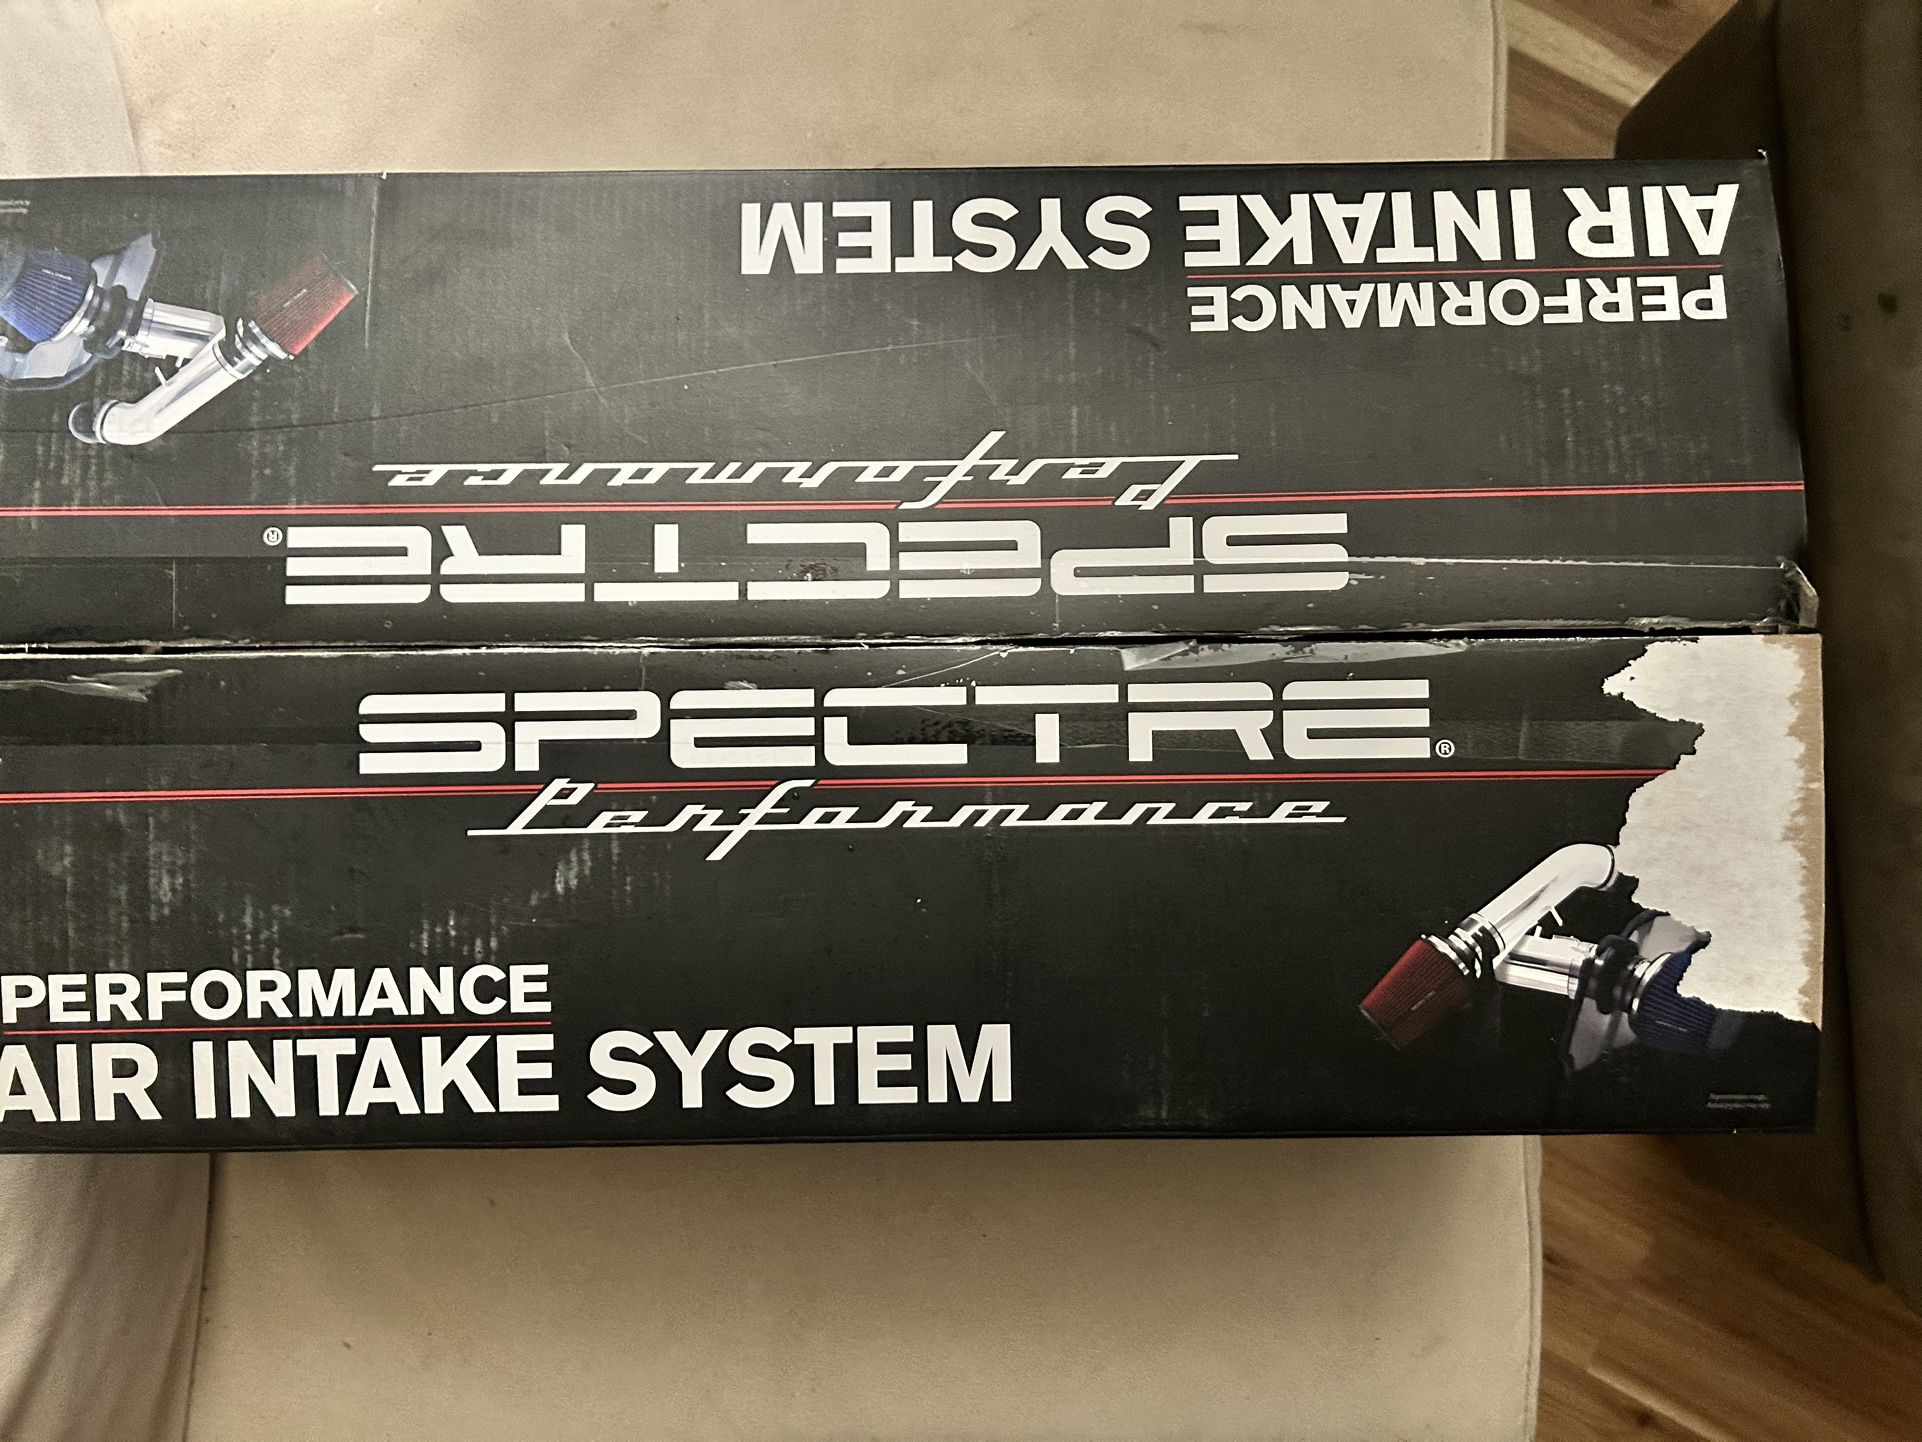 PERFORMANCE
AIR INTAKE SYSTEM
SPECTRE®
Performance
SPECTRE®
Performance
PERFORMANCE
AIR INTAKE SYSTEM